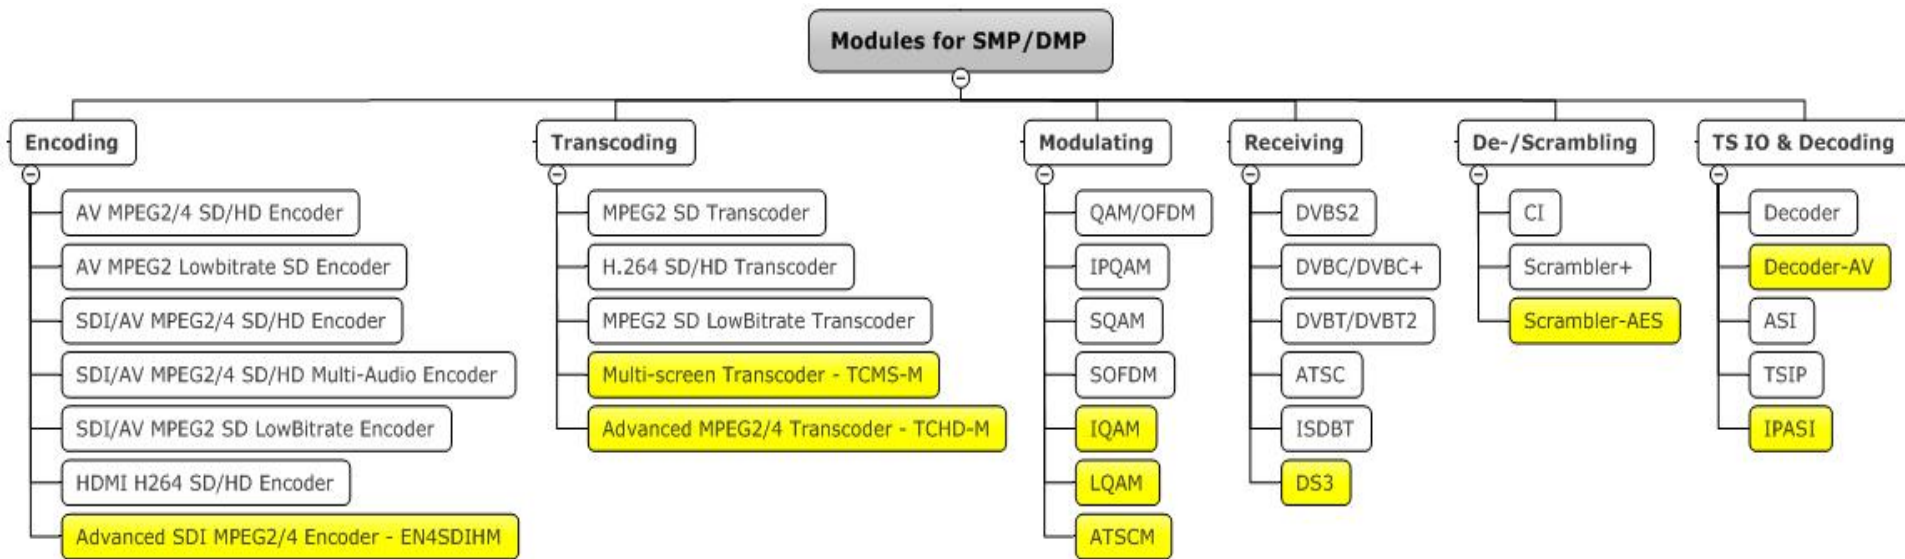 Modules for SMP/DMP
Encoding
AV MPEG2/4 SD/HD Encoder
AV MPEG2 Lowbitrate SD Encoder
SDI/AV MPEG2/4 SD/HD Encoder
SDI/AV MPEG2/4 SD/HD Multi-Audio Encoder
SDI/AV MPEG2 SD LowBitrate Encoder
HDMI H264 SD/HD Encoder
Advanced SDI MPEG2/4 Encoder - EN4SDIHM
Transcoding
MPEG2 SD Transcoder
H.264 SD/HD Transcoder
MPEG2 SD LowBitrate Transcoder
Multi-screen Transcoder - TCMS-M
Advanced MPEG2/4 Transcoder - TCHD-M
Modulating
QAM/OFDM
IPQAM
SQAM
SOFDM
IQAM
LQAM
ATSCM
Receiving
DVBS2
DVBC/DVBC+
DVBT/DVBT2
ATSC
ISDBT
DS3
De-/Scrambling
CI
Scrambler+
Scrambler-AES
TS IO & Decoding
Decoder
Decoder-AV
ASI
TSIP
IPASI